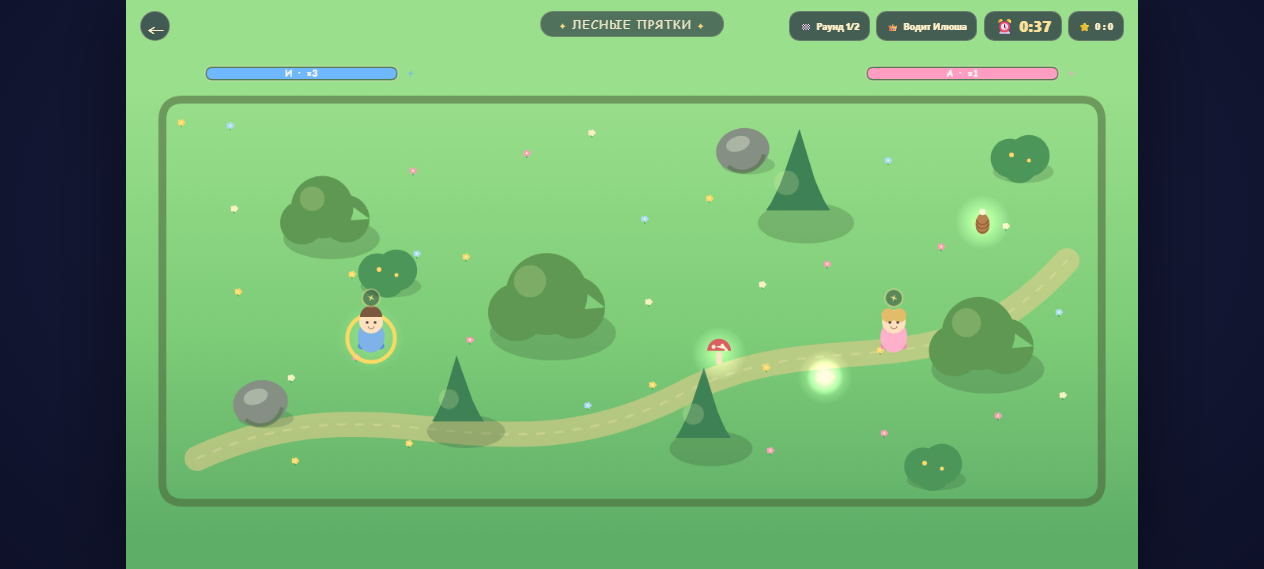 ЛЕСНЫЕ ПРЯТКИ
Раунд 1/2
Водит Илюша
0:37
0:0
И · ×3
А · ×1